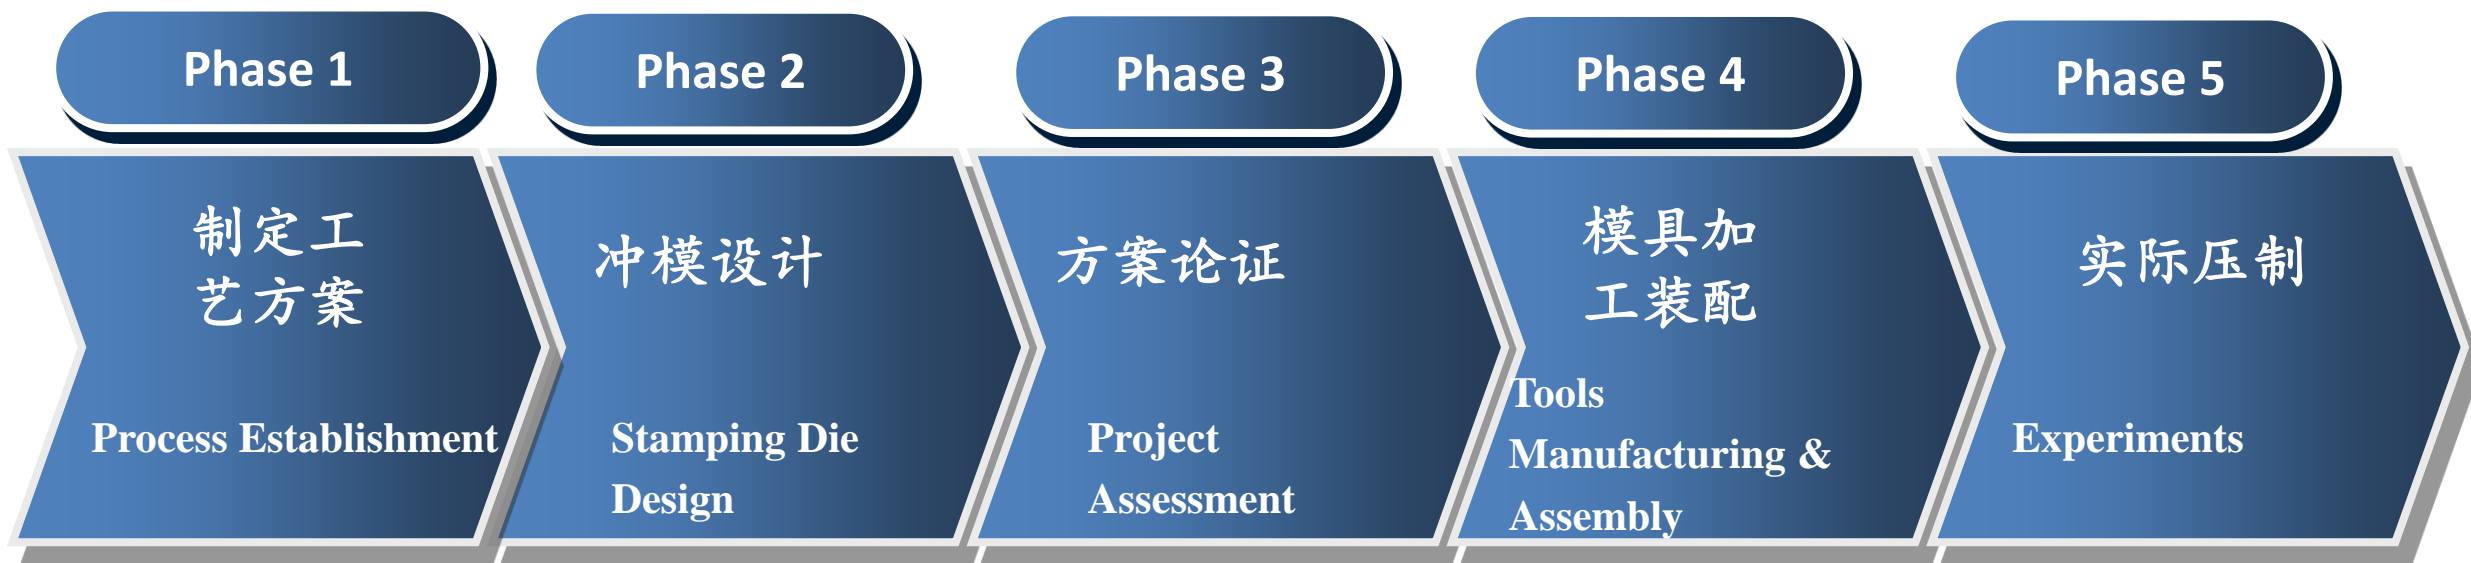 Phase 1
制定工
艺方案
Process Establishment
Phase 2
冲模设计
Stamping Die
Design
Phase 3
方案论证
Project
Assessment
Phase 4
模具加
工装配
Tools
Manufacturing &
Assembly
Phase 5
实际压制
Experiments